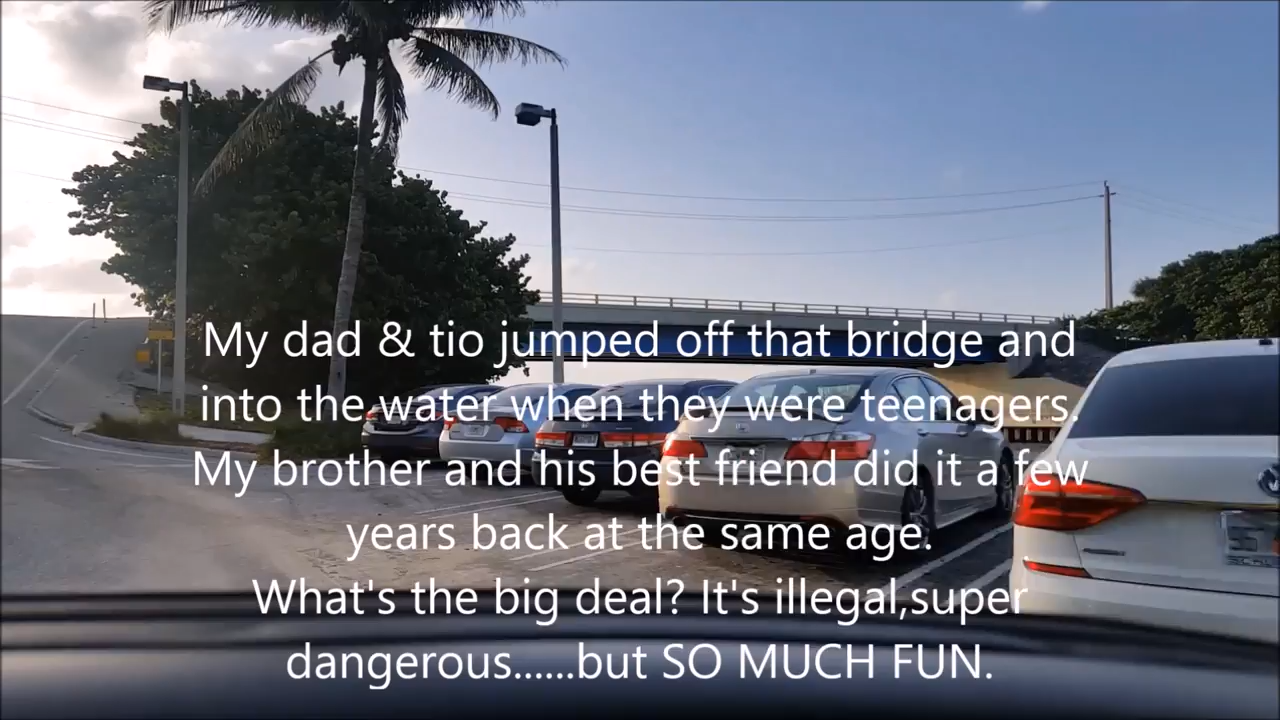 My dad & tio jumped off that bridge and
into the water when they were teenagers.
My brother and his best friend did it a few
years back at the same age.
What's the big deal? It's illegal,super
dangerous......but SO MUCH FUN.